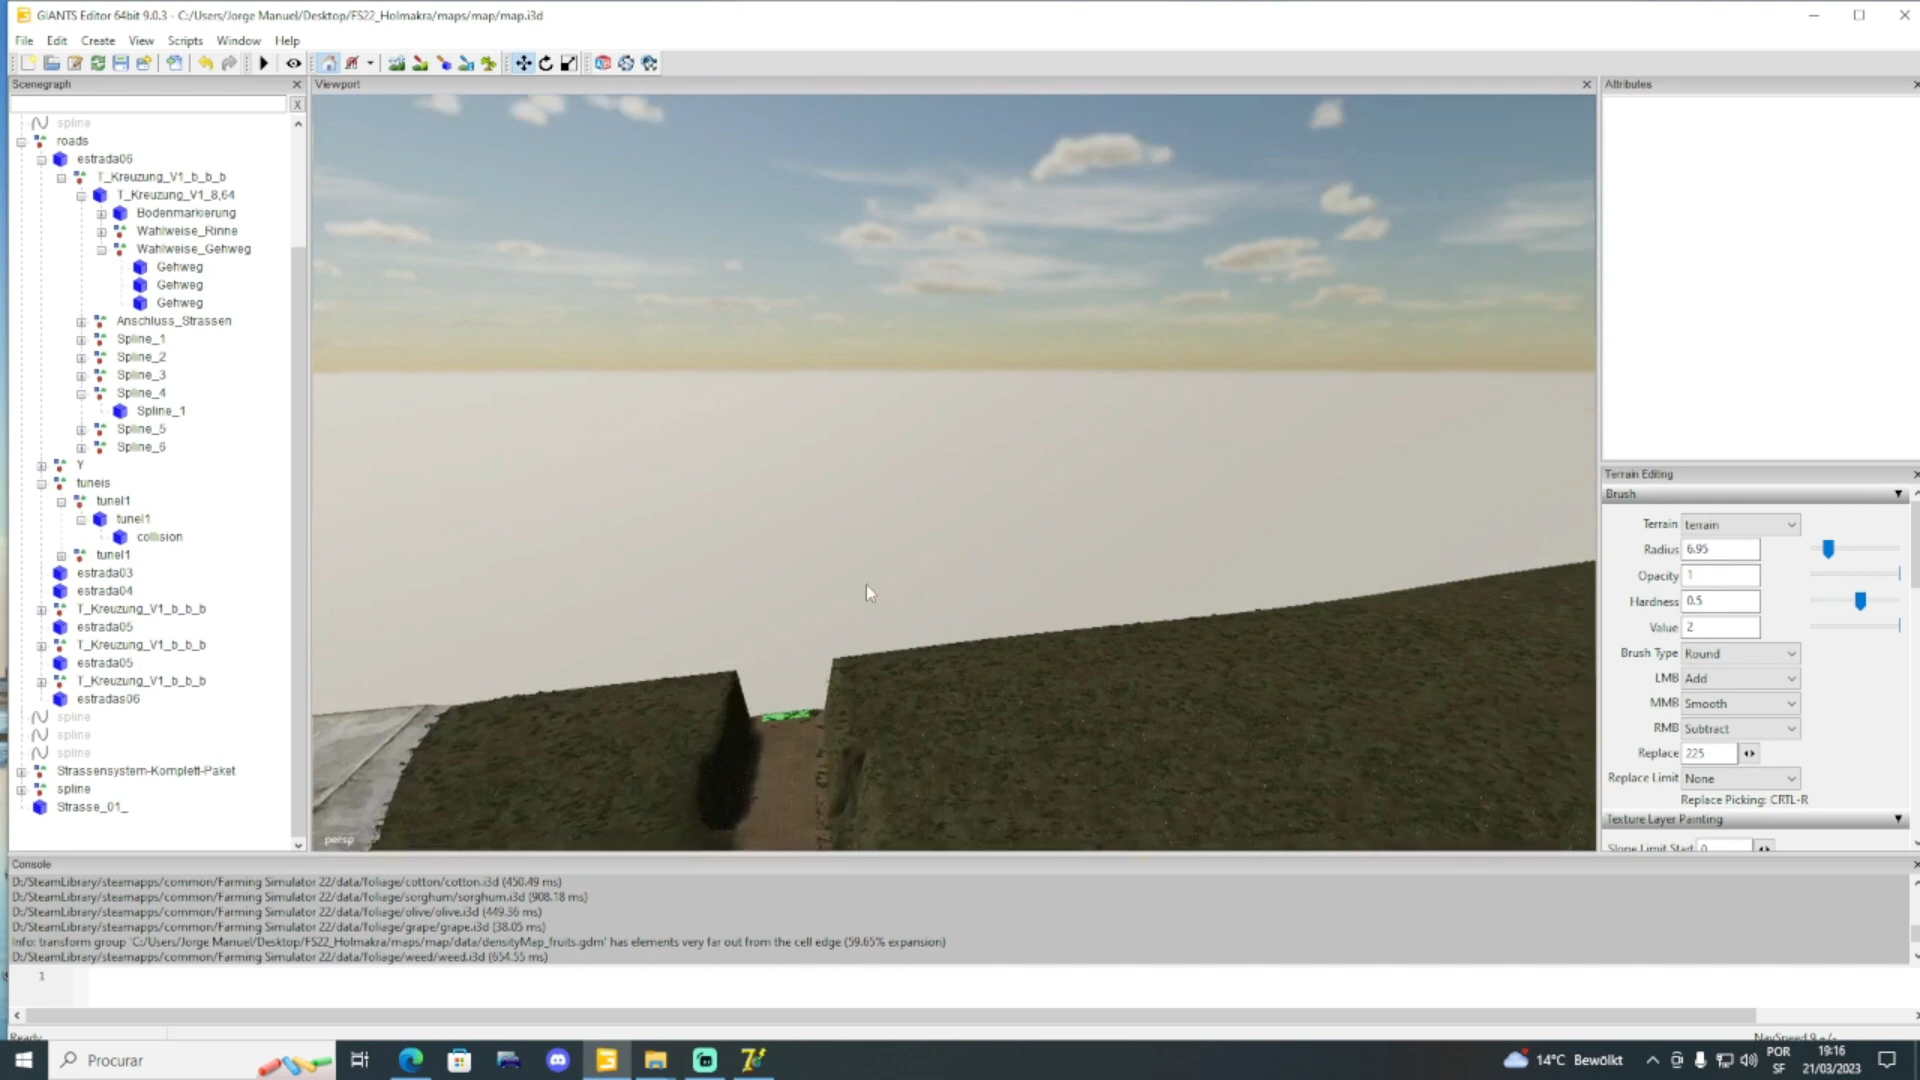 GIANTS Editor 64bit 9.0.3 - C:/Users/Jorge Manuel/Desktop/FS22_Holmakra/maps/map/map.i3d
File Edit Create View Scripts Window Help
Scenegraph
Viewport
Attributes
X
spline
roads
estrada06
T_Kreuzung_V1_b_b_b
T_Kreuzung_V1_8,64
Bodenmarkierung
Wahlweise_Rinne
Wahlweise_Gehweg
Gehweg
Gehweg
Gehweg
Anschluss_Strassen
Spline_1
Spline_2
Spline_3
Spline_4
Spline_1
Spline_5
Spline_6
Y
tuneis
tunel1
tunel1
collision
tunel1
estrada03
estrada04
T_Kreuzung_V1_b_b_b
estrada05
T_Kreuzung_V1_b_b_b
estrada05
T_Kreuzung_V1_b_b_b
estradas06
spline
spline
spline
Strassensystem-Komplett-Paket
spline
Strasse_01_
persp
Terrain Editing
Brush
Terrain terrain
Radius 6.95
Opacity 1
Hardness 0.5
Value 2
Brush Type Round
LMB Add
MMB Smooth
RMB Subtract
Replace 225
Replace Limit None
Replace Picking: CRTL-R
Texture Layer Painting
Slope Limit Start 0
Console
D:/SteamLibrary/steamapps/common/Farming Simulator 22/data/foliage/cotton/cotton.i3d (450.49 ms)
D:/SteamLibrary/steamapps/common/Farming Simulator 22/data/foliage/sorghum/sorghum.i3d (908.18 ms)
D:/SteamLibrary/steamapps/common/Farming Simulator 22/data/foliage/olive/olive.i3d (449.36 ms)
D:/SteamLibrary/steamapps/common/Farming Simulator 22/data/foliage/grape/grape.i3d (38.05 ms)
Info: transform group 'C:/Users/Jorge Manuel/Desktop/FS22_Holmakra/maps/map/data/densityMap_fruits.gdm' has elements very far out from the cell edge (59.65% expansion)
D:/SteamLibrary/steamapps/common/Farming Simulator 22/data/foliage/weed/weed.i3d (654.55 ms)
1
Ready
NavSpeed 9 +/-
Procurar
14°C Bewölkt
POR
SF
19:16
21/03/2023